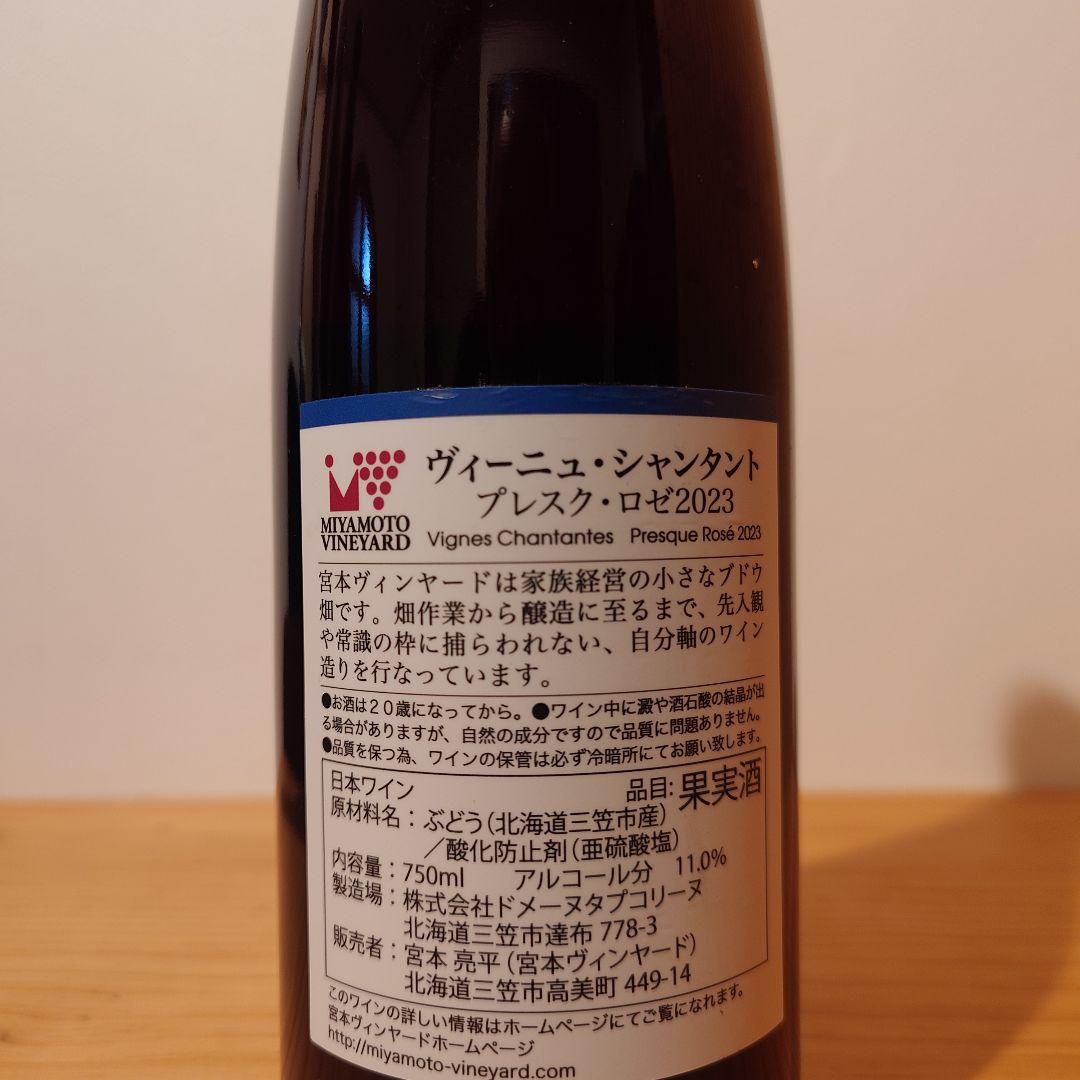 MIYAMOTO
VINEYARD
ヴィーニュ・シャンタント
プレスク・ロゼ2023
Vignes Chantantes Presque Rosé 2023
宮本ヴィンヤードは家族経営の小さなブドウ
畑です。畑作業から醸造に至るまで、先入観
や常識の枠に捕らわれない、自分軸のワイン
造りを行なっています。
●お酒は20歳になってから。●ワイン中に澱や酒石酸の結晶が出
る場合がありますが、自然の成分ですので品質に問題ありません。
●品質を保つ為、ワインの保管は必ず冷暗所にてお願い致します。
日本ワイン 品目:果実酒
原材料名:ぶどう(北海道三笠市産)
/酸化防止剤(亜硫酸塩)
内容量:750ml アルコール分 11.0%
製造場:株式会社ドメーヌタプコリーヌ
北海道三笠市達布 778-3
販売者:宮本 亮平(宮本ヴィンヤード)
北海道三笠市高美町 449-14
このワインの詳しい情報はホームページにてご覧になれます。
宮本ヴィンヤードホームページ
http://miyamoto-vineyard.com